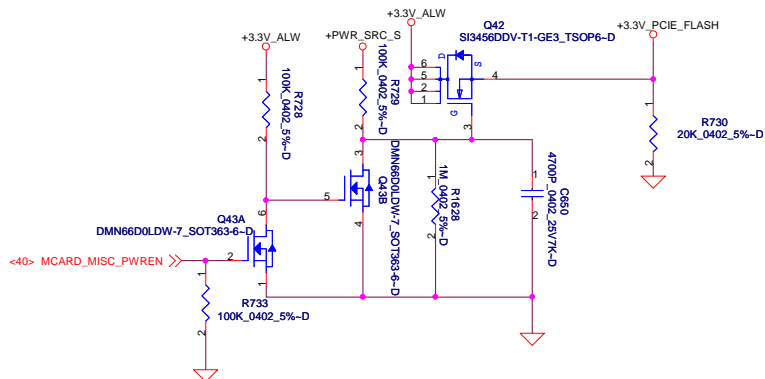 +3.3V_ALW
+PWR_SRC_S
+3.3V_ALW
Q42
SI3456DDV-T1-GE3_TSOP6~D
+3.3V_PCIE_FLASH
1
R728
100K_0402_5%~D
2
1
R729
100K_0402_5%~D
2
6
5
2
1
D
S
G
4
3
1
R730
20K_0402_5%~D
2
3
5
4
Q43B
DMN66D0LDW-7_SOT363-6~D
1
R1628
1M_0402_5%~D
2
1
C650
4700P_0402_25V7K~D
2
6
Q43A
DMN66D0LDW-7_SOT363-6~D
<40> MCARD_MISC_PWREN
2
1
1
R733
100K_0402_5%~D
2